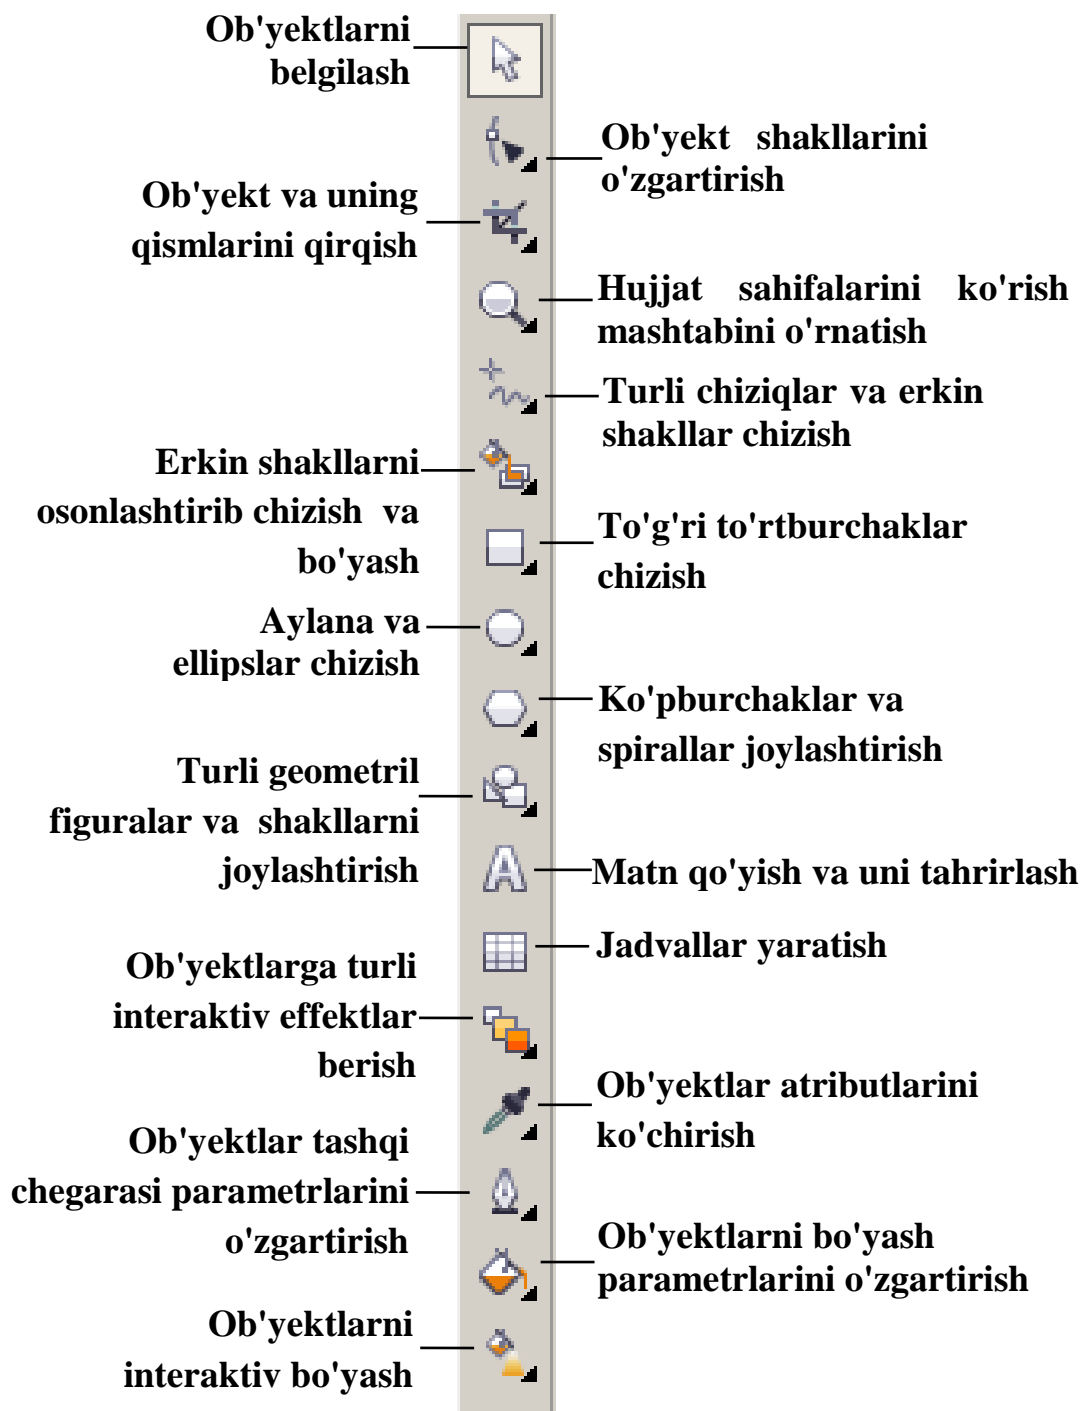 Ob'yektlarni
belgilash
Ob'yekt shakllarini
o'zgartirish
Ob'yekt va uning
qismlarini qirqish
Hujjat sahifalarini ko'rish
mashtabini o'rnatish
Turli chiziqlar va erkin
shakllar chizish
Erkin shakllarni
osonlashtirib chizish va
bo'yash
To'g'ri to'rtburchaklar
chizish
Aylana va
ellipslar chizish
Ko'pburchaklar va
spirallar joylashtirish
Turli geometril
figuralar va shakllarni
joylashtirish
Matn qo'yish va uni tahrirlash
Jadvallar yaratish
Ob'yektlarga turli
interaktiv effektlar
berish
Ob'yektlar atributlarini
ko'chirish
Ob'yektlar tashqi
chegarasi parametrlarini
o'zgartirish
Ob'yektlarni bo'yash
parametrlarini o'zgartirish
Ob'yektlarni
interaktiv bo'yash